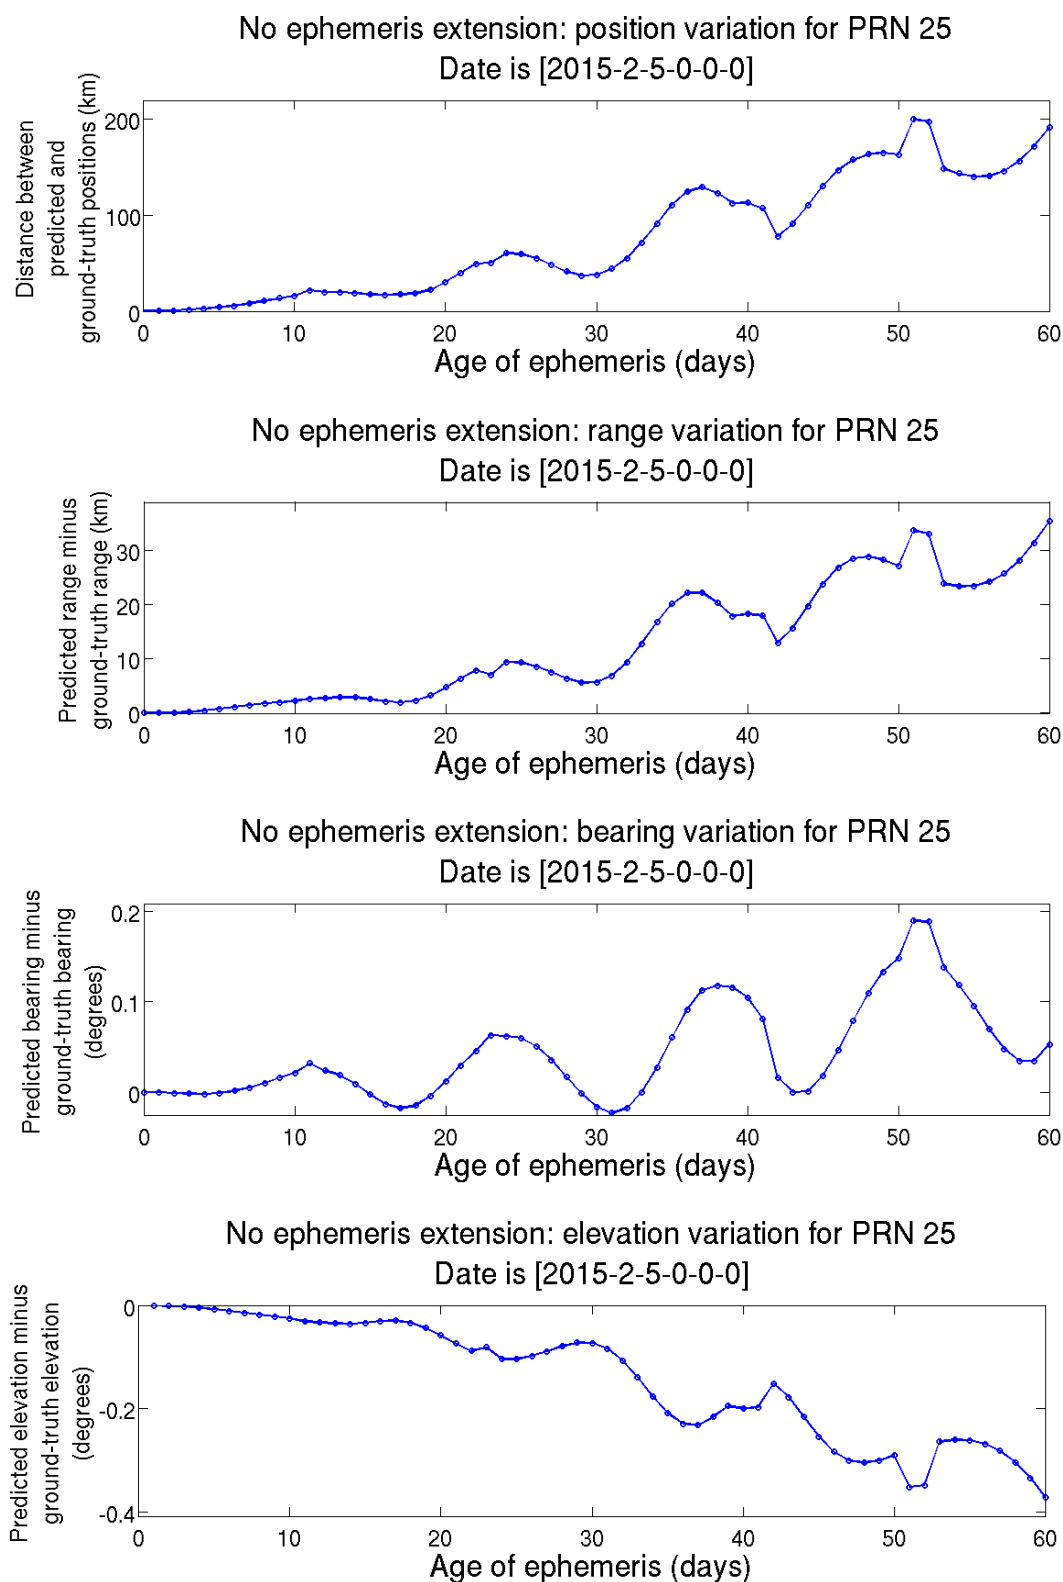 No ephemeris extension: position variation for PRN 25
Date is [2015-2-5-0-0-0]
Distance between
predicted and
ground-truth positions (km)
200
100
0
0 10 20 30 40 50 60
Age of ephemeris (days)
No ephemeris extension: range variation for PRN 25
Date is [2015-2-5-0-0-0]
Predicted range minus
ground-truth range (km)
30
20
10
0
0 10 20 30 40 50 60
Age of ephemeris (days)
No ephemeris extension: bearing variation for PRN 25
Date is [2015-2-5-0-0-0]
Predicted bearing minus
ground-truth bearing
(degrees)
0.2
0.1
0
0 10 20 30 40 50 60
Age of ephemeris (days)
No ephemeris extension: elevation variation for PRN 25
Date is [2015-2-5-0-0-0]
Predicted elevation minus
ground-truth elevation
(degrees)
0
-0.2
-0.4
0 10 20 30 40 50 60
Age of ephemeris (days)